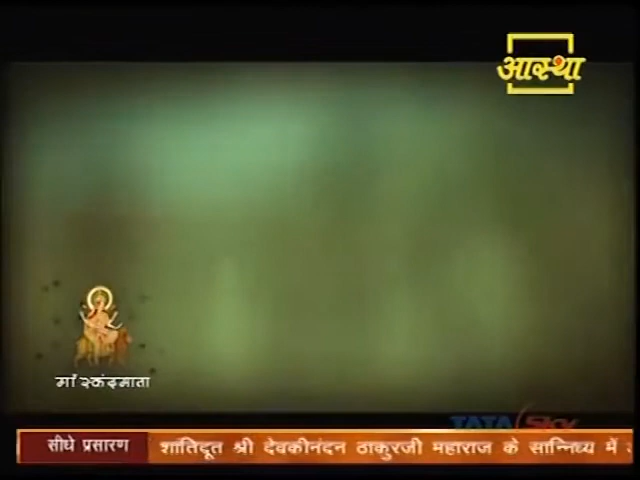 आस्था
माँ स्कंदमाता
TATA Sky
सीधे प्रसारण
शांतिदूत श्री देवकीनंदन ठाकुरजी महाराज के सान्निध्य में